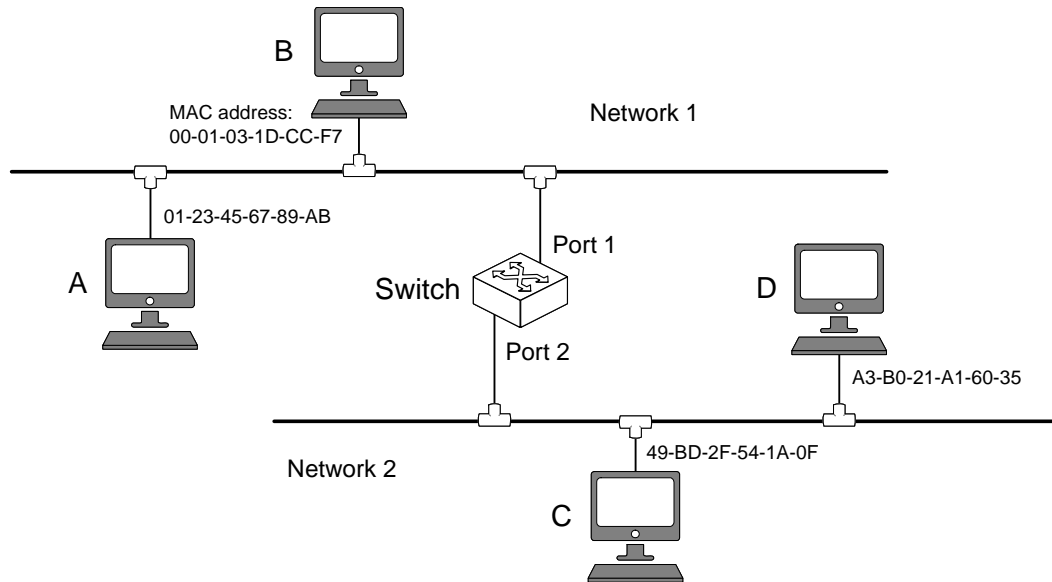 B
MAC address:
00-01-03-1D-CC-F7
Network 1
01-23-45-67-89-AB
A
Port 1
Switch
D
Port 2
A3-B0-21-A1-60-35
49-BD-2F-54-1A-0F
Network 2
C